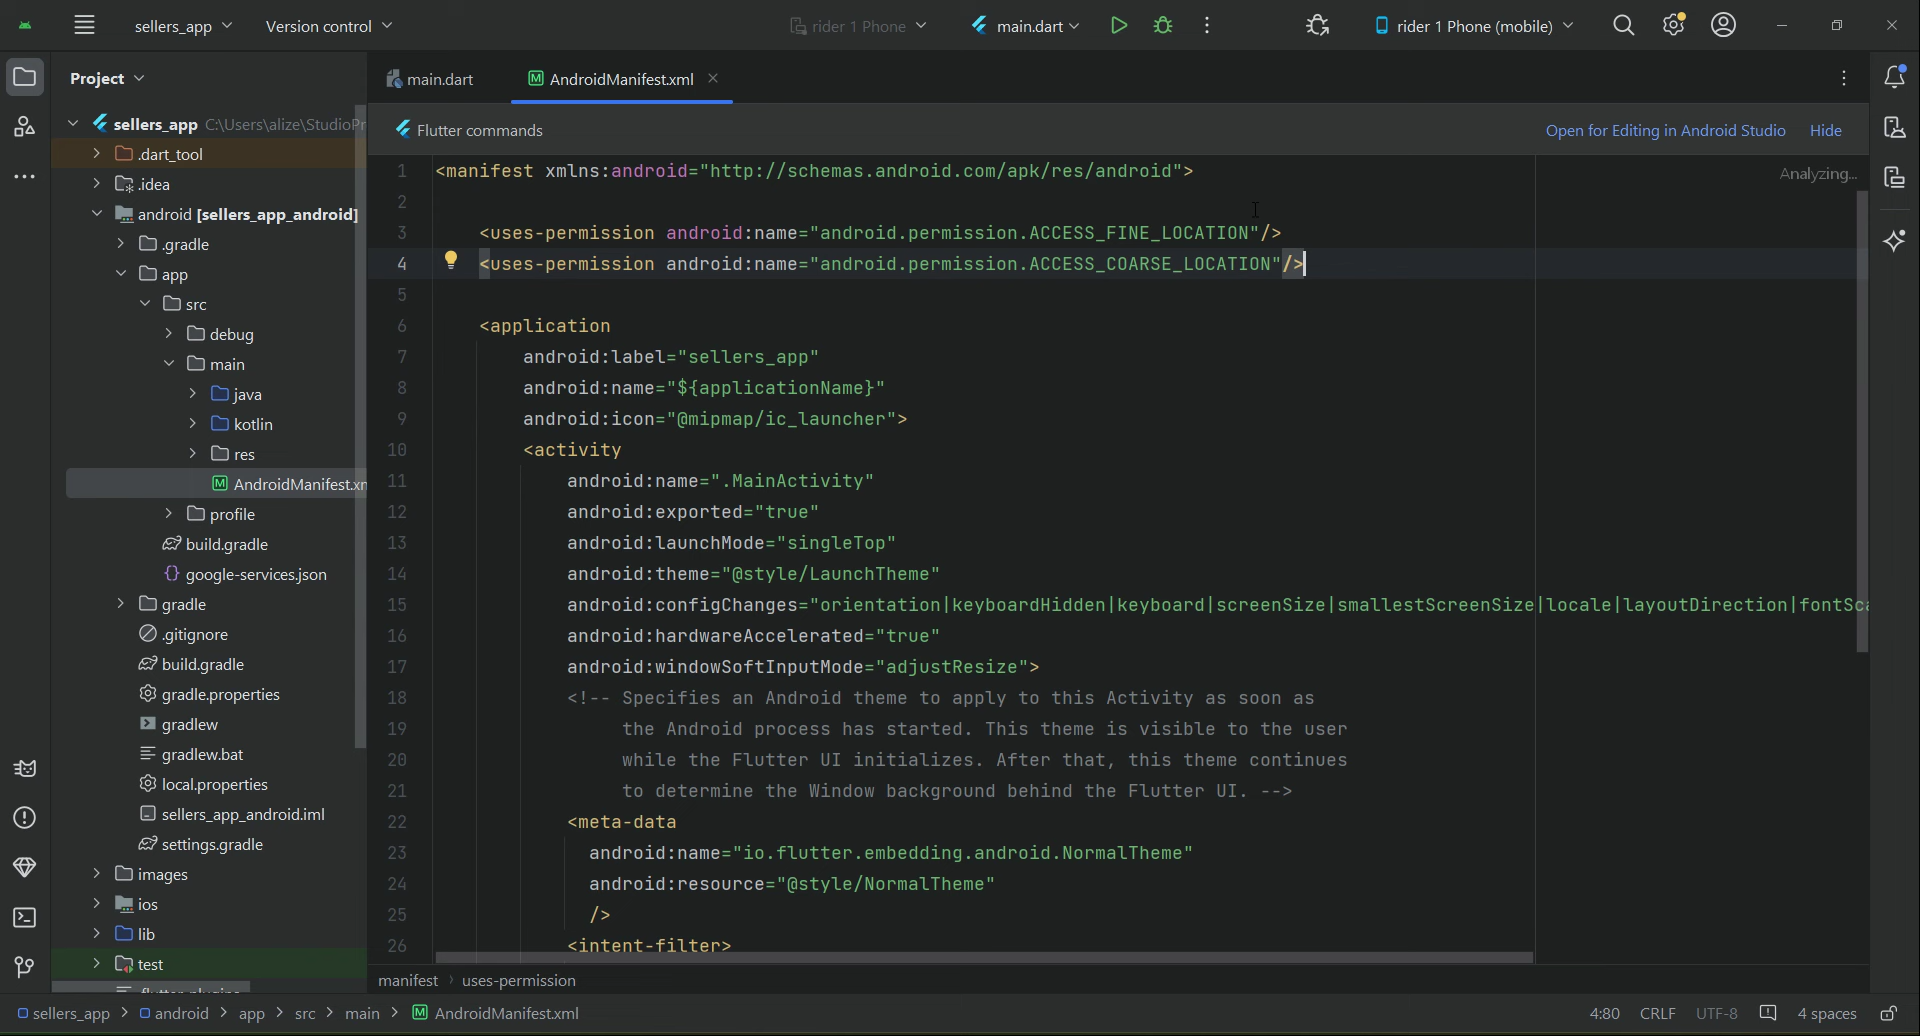 sellers_app
Version control
rider 1 Phone
main.dart
rider 1 Phone (mobile)
Project
main.dart
AndroidManifest.xml
sellers_app C:\Users\alize\StudioPr
.dart_tool
.idea
android [sellers_app_android]
.gradle
app
src
debug
main
java
kotlin
res
AndroidManifest.xm
profile
build.gradle
google-services.json
gradle
.gitignore
build.gradle
gradle.properties
gradlew
gradlew.bat
local.properties
sellers_app_android.iml
settings.gradle
images
ios
lib
test
Flutter commands
Open for Editing in Android Studio
Hide
Analyzing...
1 <manifest xmlns:android="http://schemas.android.com/apk/res/android">
2
3 <uses-permission android:name="android.permission.ACCESS_FINE_LOCATION"/>
4 <uses-permission android:name="android.permission.ACCESS_COARSE_LOCATION"/>
5
6 <application
7 android:label="sellers_app"
8 android:name="${applicationName}"
9 android:icon="@mipmap/ic_launcher">
10 <activity
11 android:name=".MainActivity"
12 android:exported="true"
13 android:launchMode="singleTop"
14 android:theme="@style/LaunchTheme"
15 android:configChanges="orientation|keyboardHidden|keyboard|screenSize|smallestScreenSize|locale|layoutDirection|fontSca
16 android:hardwareAccelerated="true"
17 android:windowSoftInputMode="adjustResize">
18 <!-- Specifies an Android theme to apply to this Activity as soon as
19 the Android process has started. This theme is visible to the user
20 while the Flutter UI initializes. After that, this theme continues
21 to determine the Window background behind the Flutter UI. -->
22 <meta-data
23 android:name="io.flutter.embedding.android.NormalTheme"
24 android:resource="@style/NormalTheme"
25 />
26 <intent-filter>
manifest › uses-permission
sellers_app > android > app > src > main > AndroidManifest.xml
4:80
CRLF
UTF-8
4 spaces